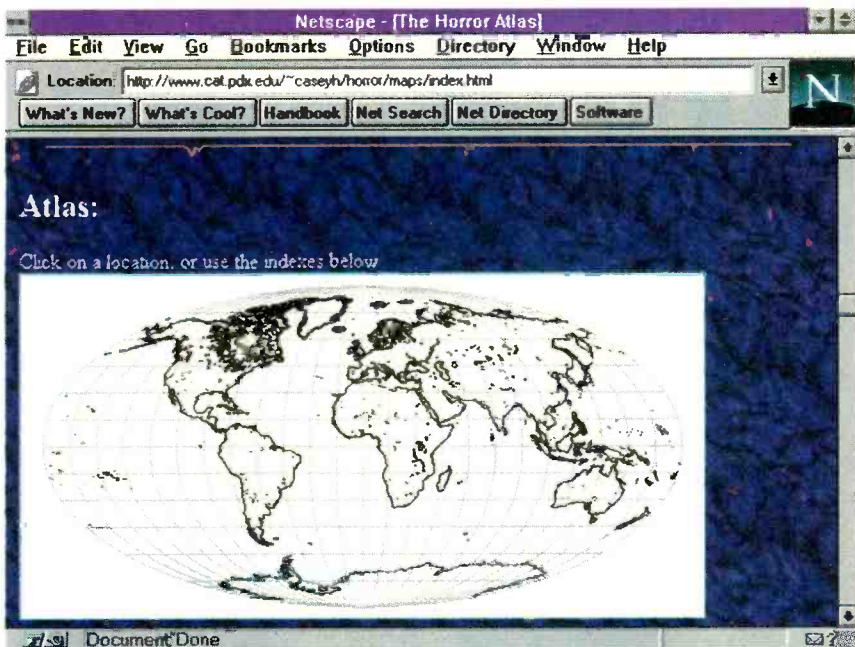 Netscape - [The Horror Atlas]
File Edit View Go Bookmarks Options Directory Window Help
Location: http://www.cat.pdx.edu/~caseyh/horror/maps/index.html
N
What's New? What's Cool? Handbook Net Search Net Directory Software
Atlas:
Click on a location, or use the indexes below
Document: Done